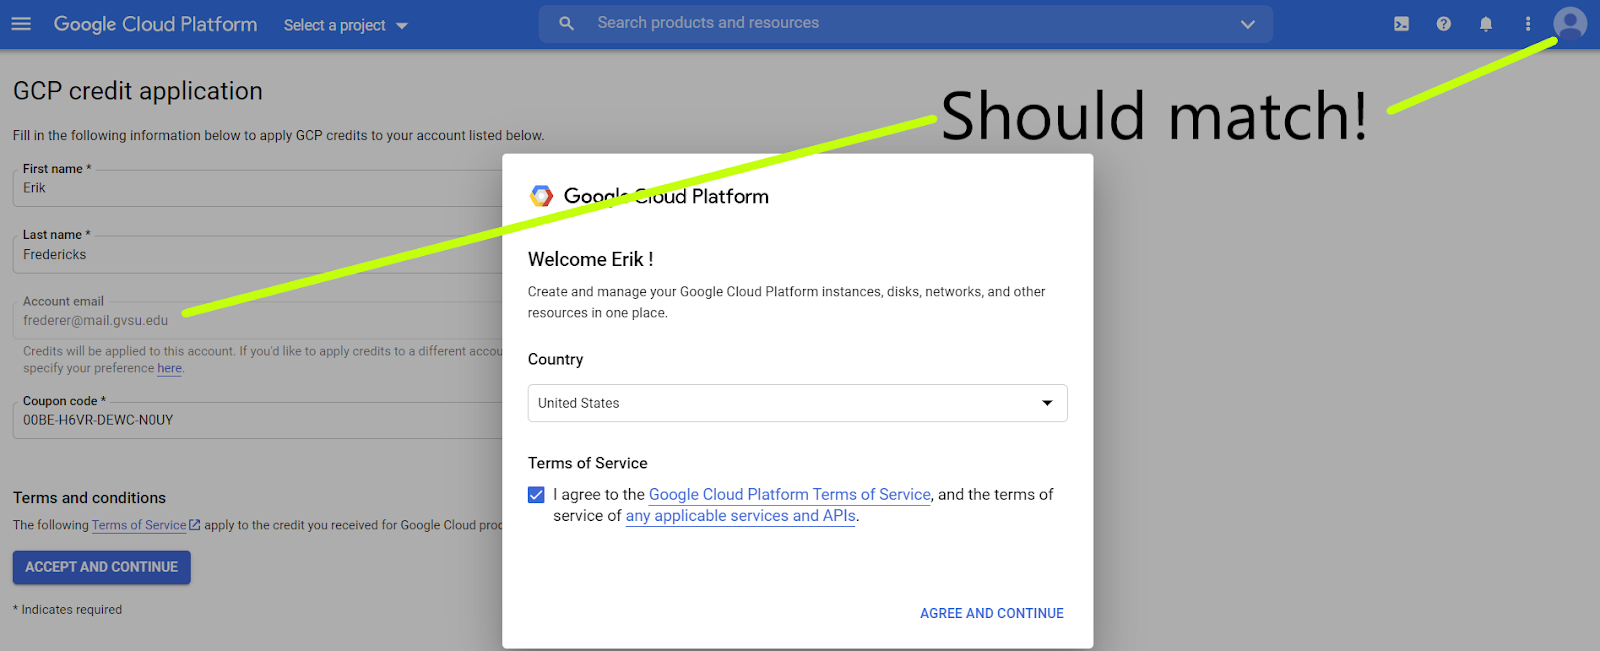 Google Cloud Platform
Select a project
Search products and resources
GCP credit application
Should match!
Fill in the following information below to apply GCP credits to your account listed below.
First name *
Erik
Last name *
Fredericks
Account email
frederer@mail.gvsu.edu
Credits will be applied to this account. If you'd like to apply credits to a different accou
specify your preference here.
Coupon code *
00BE-H6VR-DEWC-N0UY
Terms and conditions
The following Terms of Service apply to the credit you received for Google Cloud proc
ACCEPT AND CONTINUE
* Indicates required
Google Cloud Platform
Welcome Erik !
Create and manage your Google Cloud Platform instances, disks, networks, and other
resources in one place.
Country
United States
Terms of Service
I agree to the Google Cloud Platform Terms of Service, and the terms of
service of any applicable services and APIs.
AGREE AND CONTINUE